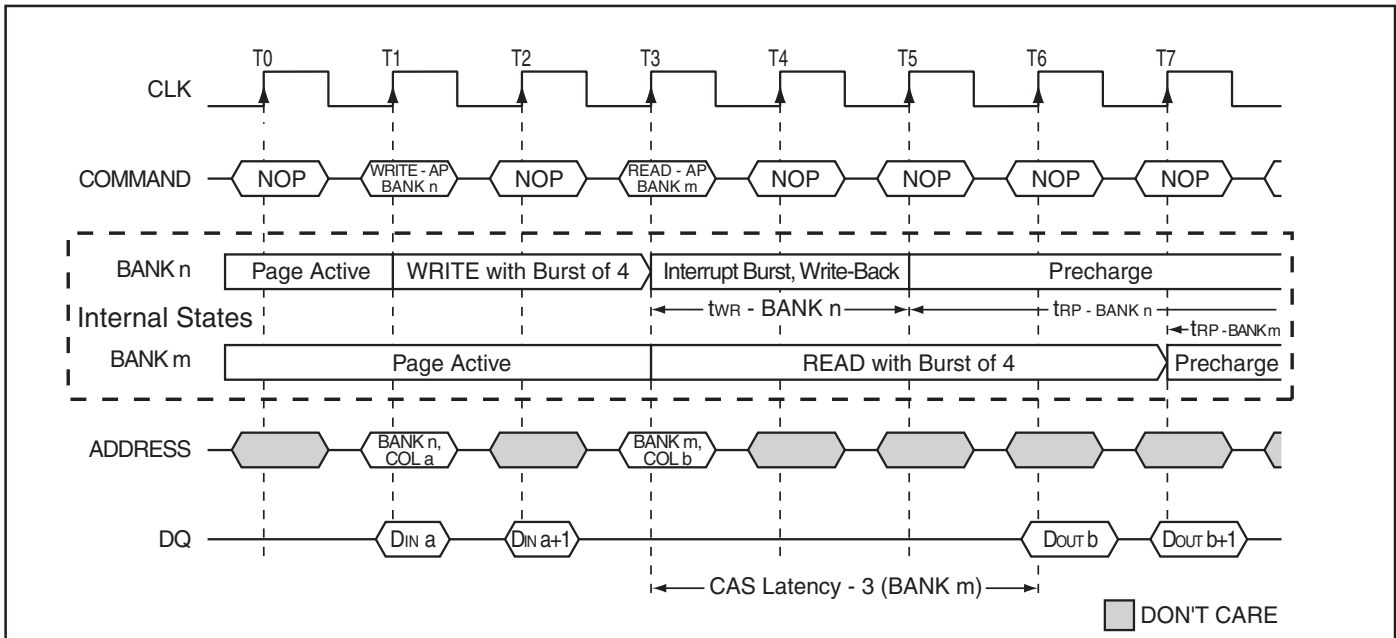 T0 T1 T2 T3 T4 T5 T6 T7
CLK
COMMAND NOP WRITE - AP BANK n NOP READ - AP BANK m NOP NOP NOP NOP
BANK n Page Active WRITE with Burst of 4 Interrupt Burst, Write-Back Precharge
tWR - BANK n tRP - BANK n
Internal States
tRP - BANK m
BANK m Page Active READ with Burst of 4 Precharge
ADDRESS BANK n, COL a BANK m, COL b
DQ DIN a DIN a+1 DOUT b DOUT b+1
CAS Latency - 3 (BANK m)
DON'T CARE